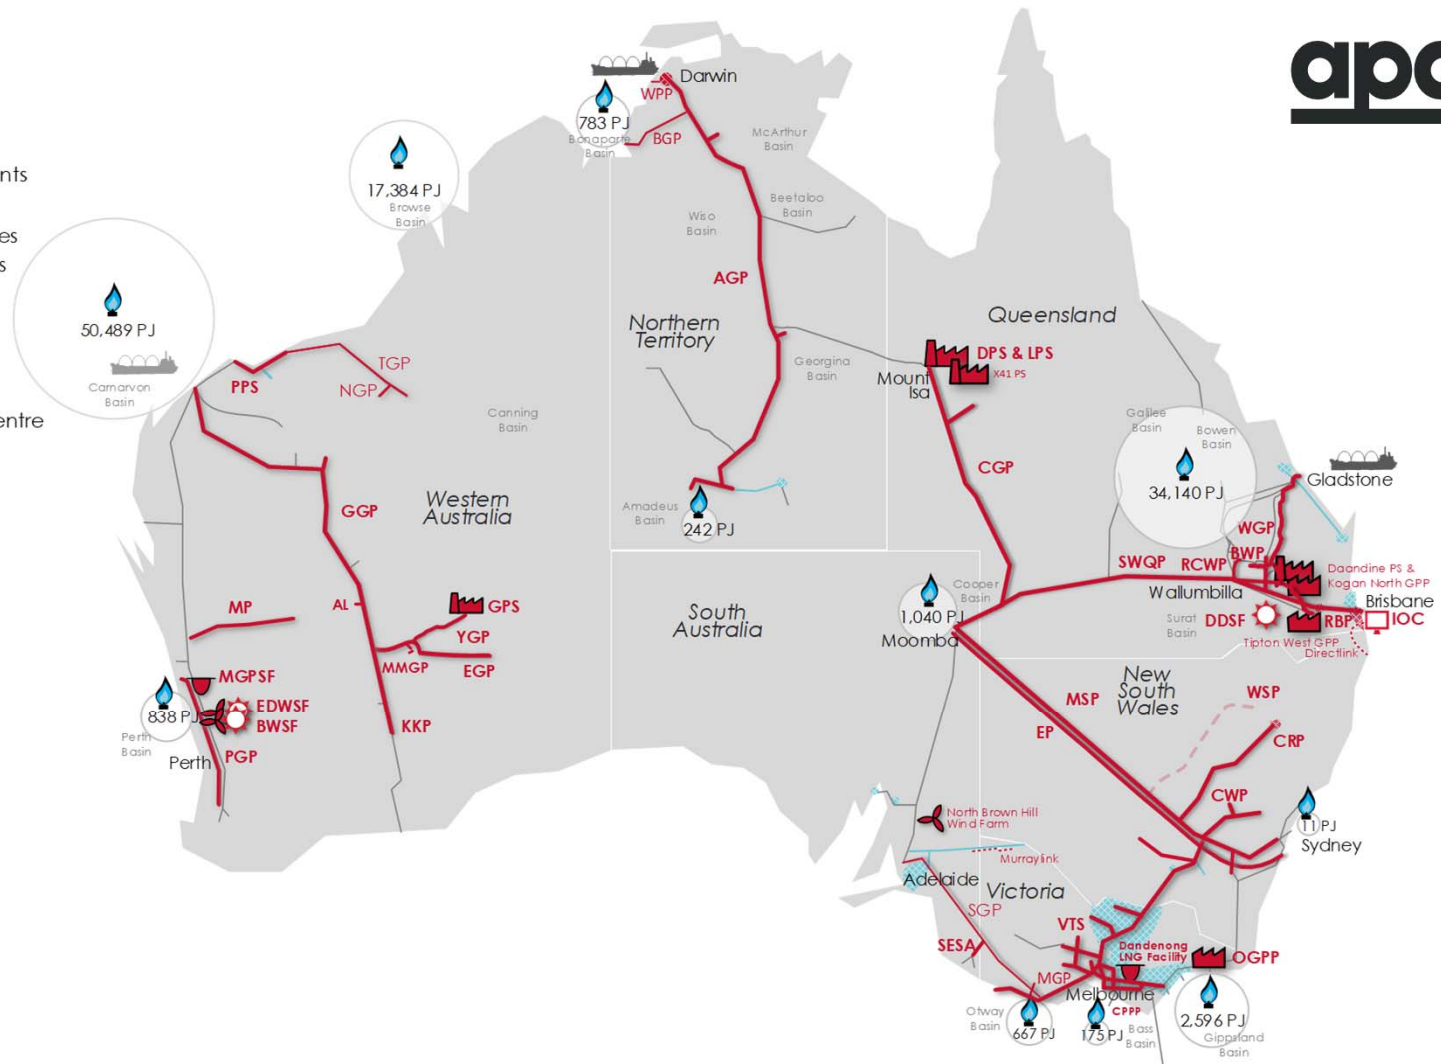 apc
Darwin
WPP
783 PJ
Bonaparte
Basin
BGP
McArthur
Basin
nts
17,384 PJ
Browse
Basin
Beetaloo
Basin
Wiso
Basin
es
s
AGP
50,489 PJ
Carnarvon
Basin
Northern
Territory
Queensland
TGP
NGP
PPS
Georgina
Basin
DPS & LPS
X41 PS
Mount
Isa
entre
Canning
Basin
Galilee
Basin
Bowen
Basin
CGP
34,140 PJ
Gladstone
GGP
Western
Australia
Amadeus
Basin
242 PJ
WGP
BWP
SWQP
RCWP
Daandine PS &
Kogan North GPP
Wallumbilla
Brisbane
Cooper
Basin
1,040 PJ
Moomba
South
Australia
MP
AL
GPS
YGP
MMGP
EGP
Surat
Basin
DDSF
RBP
IOC
Tipton West GPP
Directlink
MGPSF
EDWSF
BWSF
838 PJ
Perth
Basin
Perth
PGP
KKP
New
South
Wales
MSP
EP
WSP
CRP
CWP
North Brown Hill
Wind Farm
11 PJ
Sydney
Murraylink
Adelaide
Victoria
SGP
SESA
VTS
Dandenong
LNG Facility
OGPP
MGP
Melbourne
CPPP
Otway
Basin
667 PJ
175 PJ
Bass
Basin
2,596 PJ
Gippsland
Basin